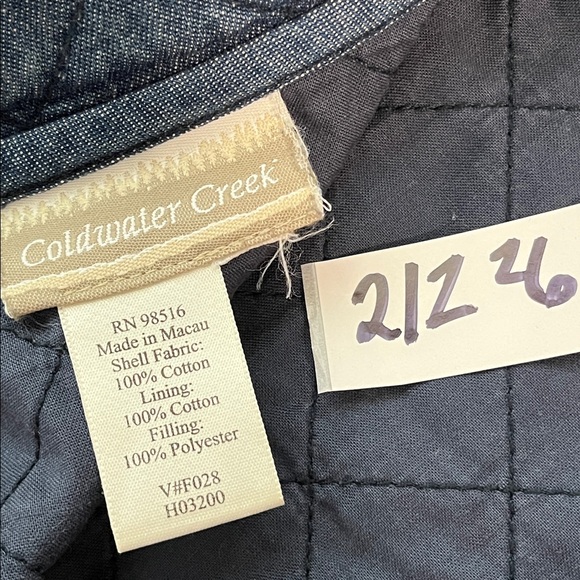 Coldwater Creek
RN 98516
Made in Macau
Shell Fabric:
100% Cotton
Lining:
100% Cotton
Filling:
100% Polyester
V#F028
H03200
21226